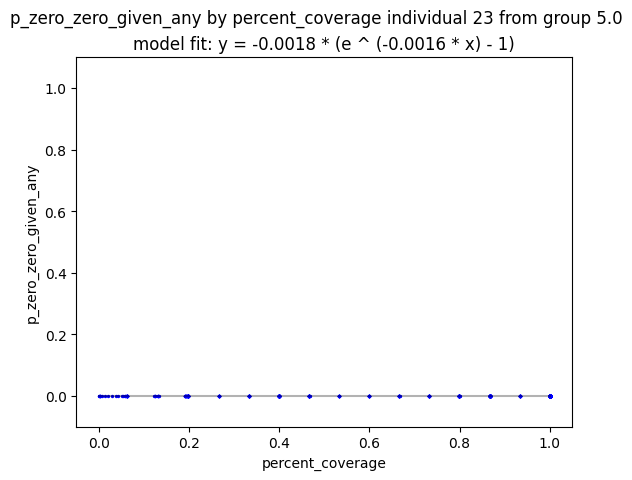 p_zero_zero_given_any by percent_coverage individual 23 from group 5.0
model fit: y = -0.0018 * (e ^ (-0.0016 * x) - 1)
1.0
0.8
0.6
0.4
0.2
0.0
p_zero_zero_given_any
0.0 0.2 0.4 0.6 0.8 1.0
percent_coverage